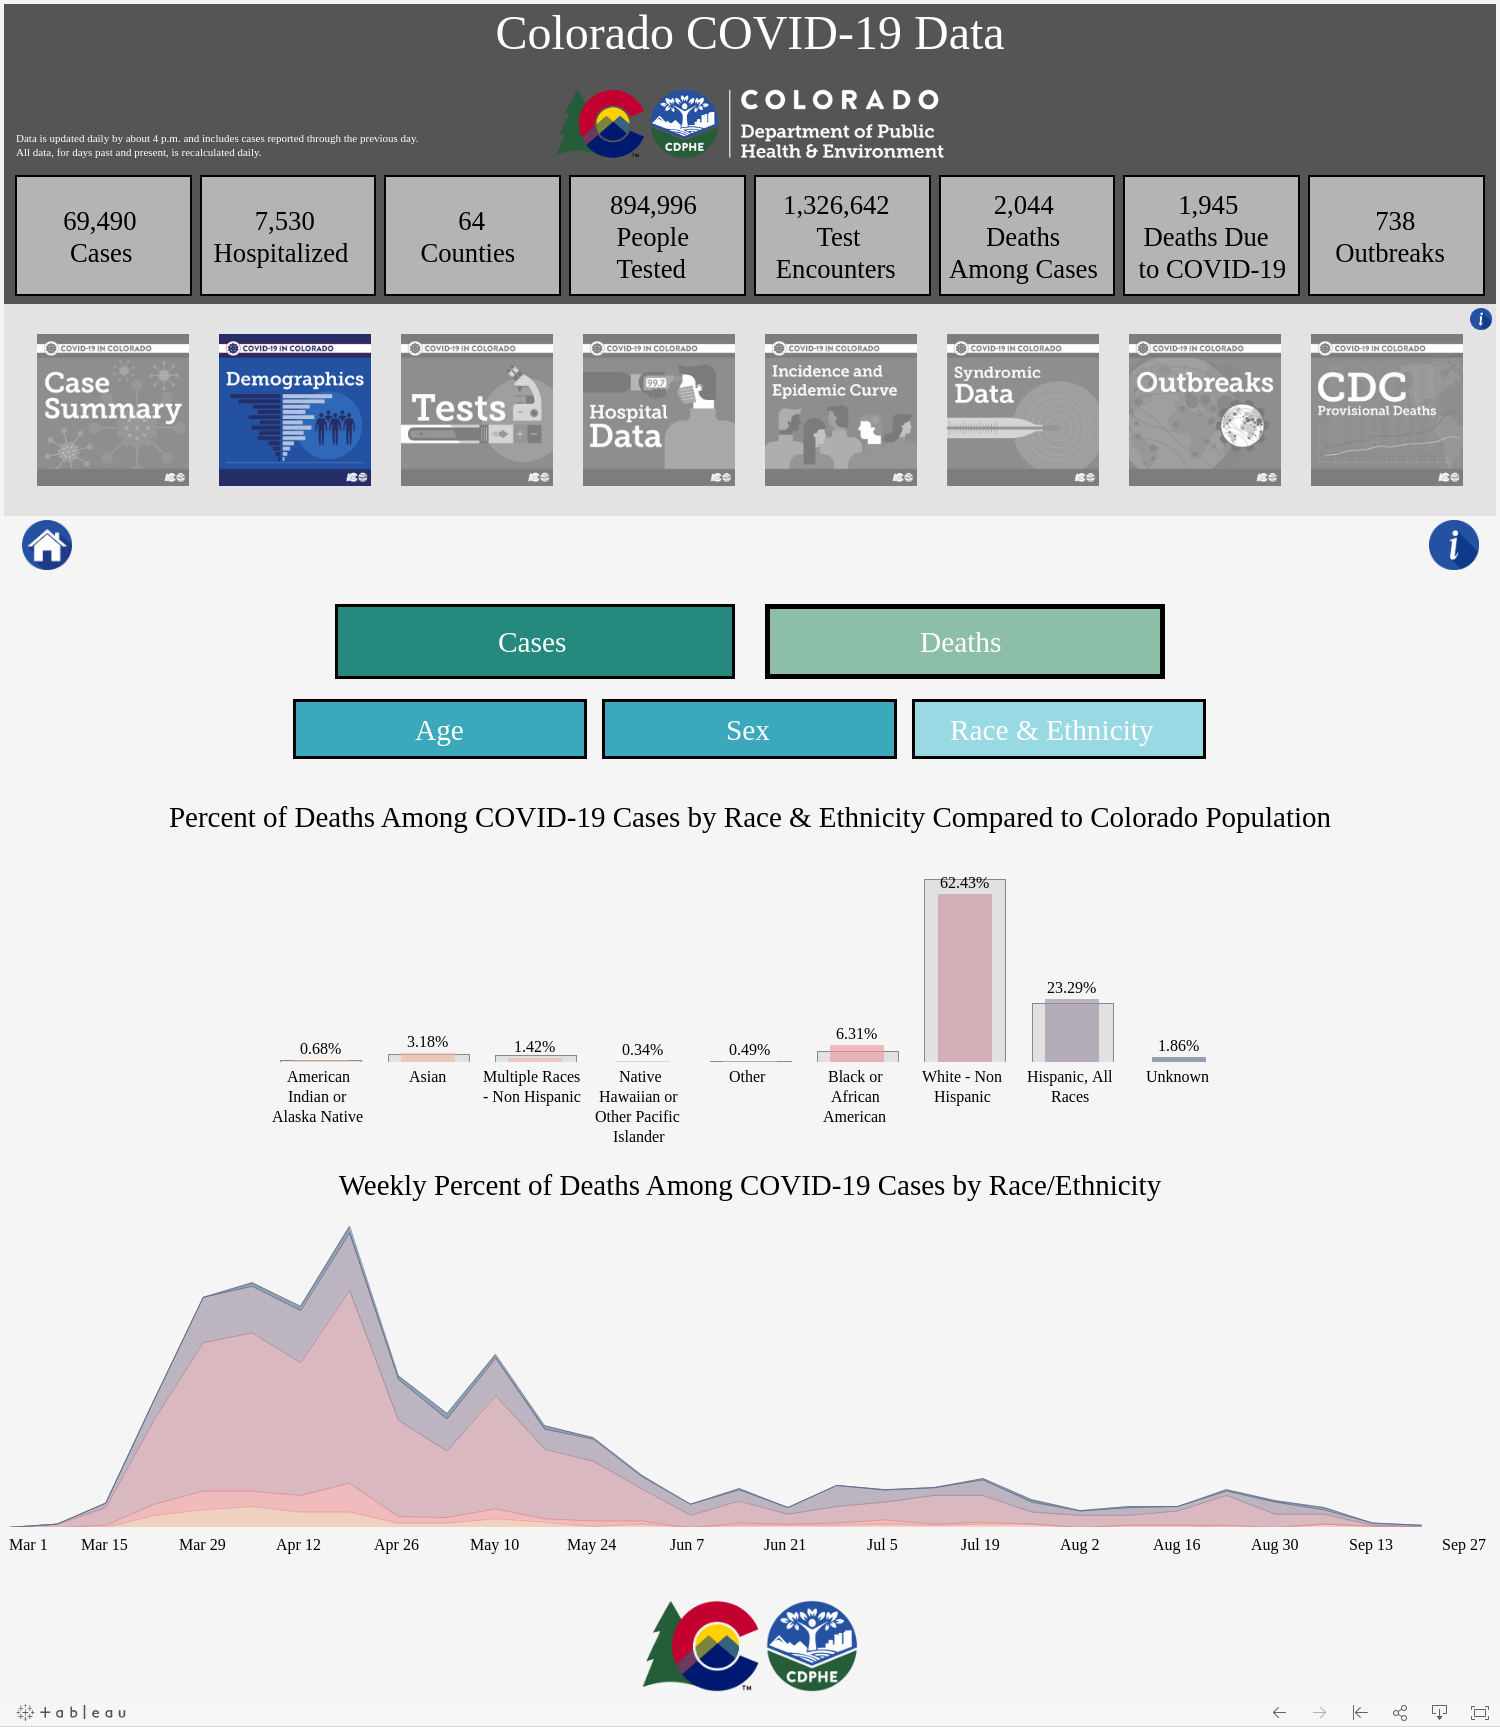 Colorado COVID-19 Data
COLORADO
Department of Public
Health & Environment
CDPHE
TM
Data is updated daily by about 4 p.m. and includes cases reported through the previous day.
All data, for days past and present, is recalculated daily.
69,490
Cases
7,530
Hospitalized
64
Counties
894,996
People
Tested
1,326,642
Test
Encounters
2,044
Deaths
Among Cases
1,945
Deaths Due
to COVID-19
738
Outbreaks
i
COVID-19 IN COLORADO
Case
Summary
COVID-19 IN COLORADO
Demographics
COVID-19 IN COLORADO
Tests
COVID-19 IN COLORADO
99.7
Hospital
Data
COVID-19 IN COLORADO
Incidence and
Epidemic Curve
COVID-19 IN COLORADO
Syndromic
Data
COVID-19 IN COLORADO
Outbreaks
COVID-19 IN COLORADO
CDC
Provisional Deaths
i
Cases
Deaths
Age
Sex
Race & Ethnicity
Percent of Deaths Among COVID-19 Cases by Race & Ethnicity Compared to Colorado Population
0.68%
3.18%
1.42%
0.34%
0.49%
6.31%
62.43%
23.29%
1.86%
American
Indian or
Alaska Native
Asian
Multiple Races
- Non Hispanic
Native
Hawaiian or
Other Pacific
Islander
Other
Black or
African
American
White - Non
Hispanic
Hispanic, All
Races
Unknown
Weekly Percent of Deaths Among COVID-19 Cases by Race/Ethnicity
Mar 1 Mar 15 Mar 29 Apr 12 Apr 26 May 10 May 24 Jun 7 Jun 21 Jul 5 Jul 19 Aug 2 Aug 16 Aug 30 Sep 13 Sep 27
TM
CDPHE
+ableau